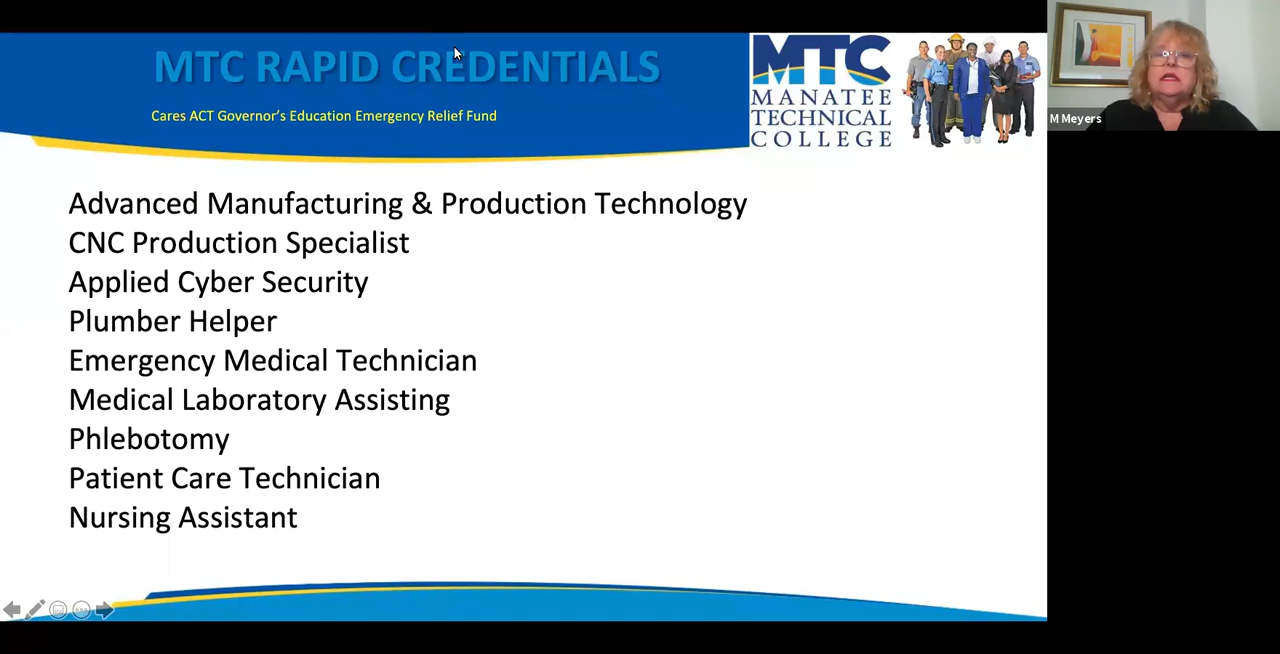 MTC RAPID CREDENTIALS
Cares ACT Governor's Education Emergency Relief Fund
MTC
MANATEE
TECHNICAL
COLLEGE
M Meyers
Advanced Manufacturing & Production Technology
CNC Production Specialist
Applied Cyber Security
Plumber Helper
Emergency Medical Technician
Medical Laboratory Assisting
Phlebotomy
Patient Care Technician
Nursing Assistant